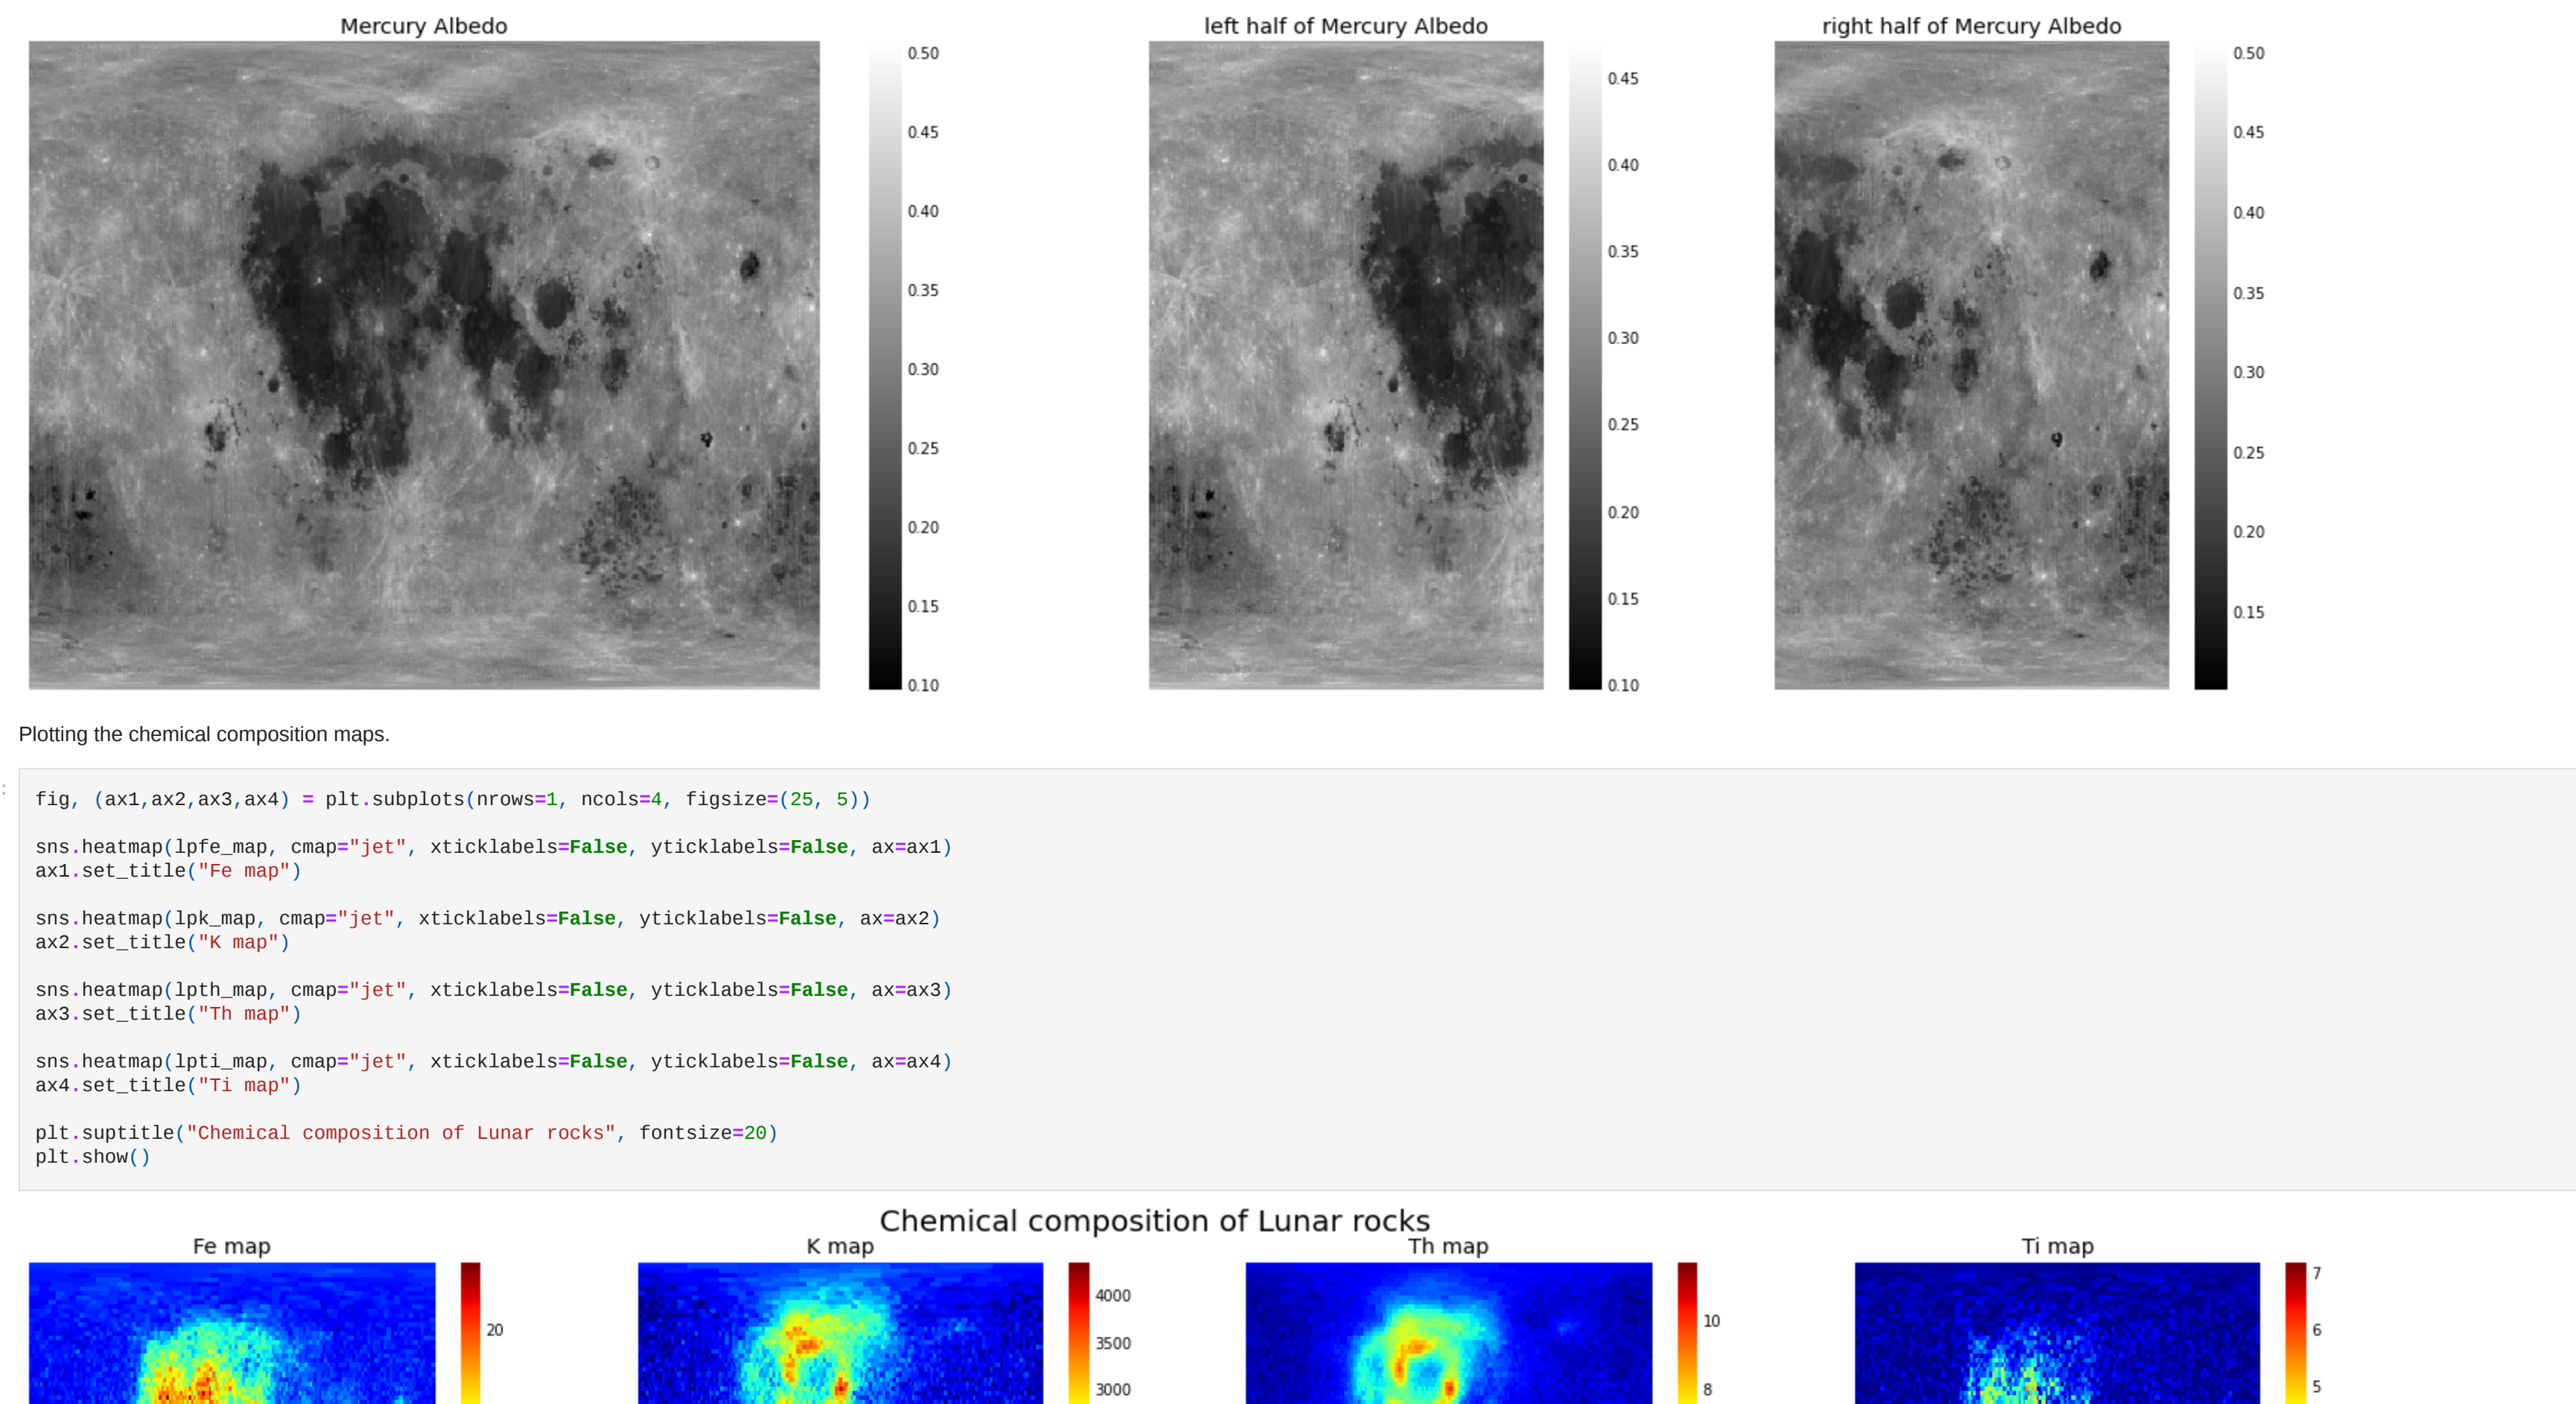 Mercury Albedo
left half of Mercury Albedo
right half of Mercury Albedo
0.50
0.45
0.40
0.35
0.30
0.25
0.20
0.15
0.10
0.45
0.40
0.35
0.30
0.25
0.20
0.15
0.10
0.50
0.45
0.40
0.35
0.30
0.25
0.20
0.15
Plotting the chemical composition maps.
:
fig, (ax1,ax2,ax3,ax4) = plt.subplots(nrows=1, ncols=4, figsize=(25, 5))
sns.heatmap(lpfe_map, cmap="jet", xticklabels=False, yticklabels=False, ax=ax1)
ax1.set_title("Fe map")
sns.heatmap(lpk_map, cmap="jet", xticklabels=False, yticklabels=False, ax=ax2)
ax2.set_title("K map")
sns.heatmap(lpth_map, cmap="jet", xticklabels=False, yticklabels=False, ax=ax3)
ax3.set_title("Th map")
sns.heatmap(lpti_map, cmap="jet", xticklabels=False, yticklabels=False, ax=ax4)
ax4.set_title("Ti map")
plt.suptitle("Chemical composition of Lunar rocks", fontsize=20)
plt.show()
Chemical composition of Lunar rocks
Fe map
K map
Th map
Ti map
20
4000
3500
3000
10
8
7
6
5